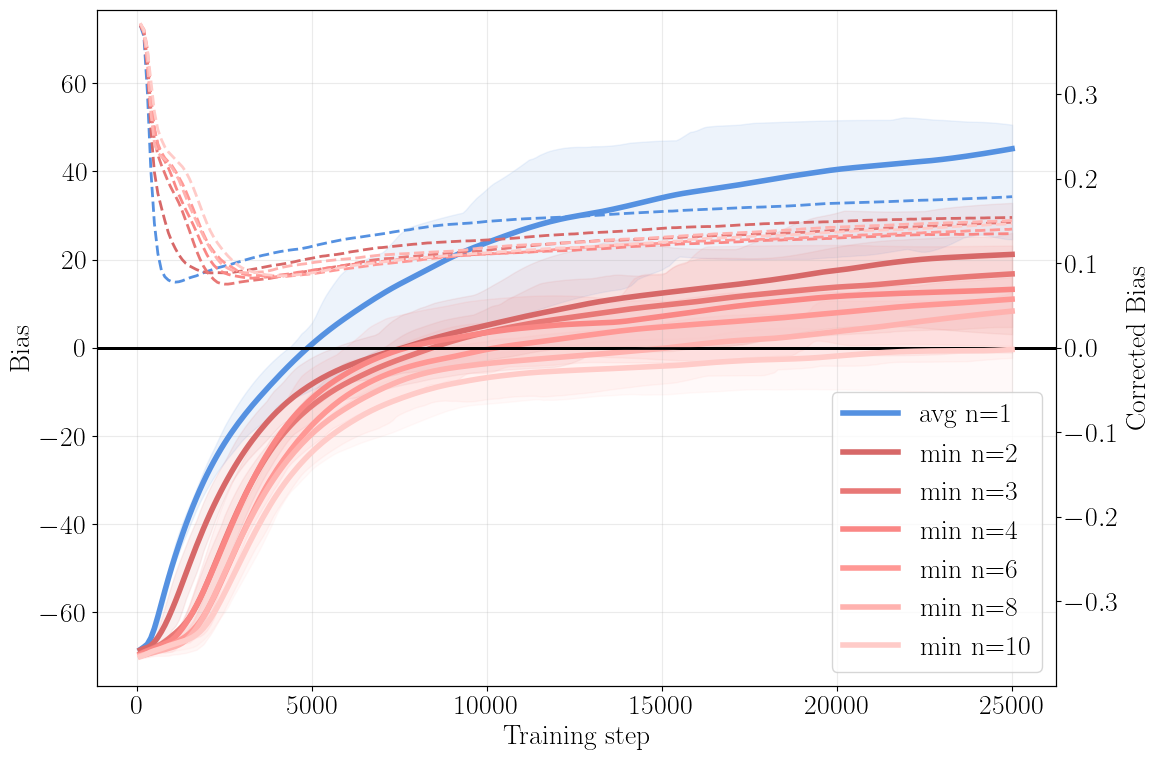 Bias
60
40
20
0
−20
−40
−60
0.3
0.2
0.1
0.0
−0.1
−0.2
−0.3
Corrected Bias
avg n=1
min n=2
min n=3
min n=4
min n=6
min n=8
min n=10
0
5000
10000
15000
20000
25000
Training step